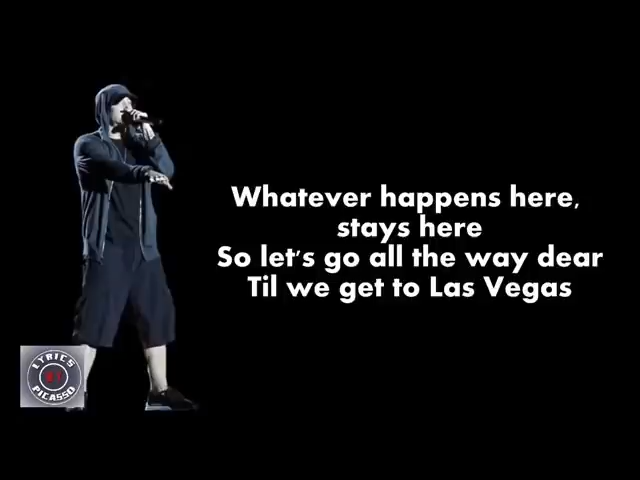 Whatever happens here,
stays here
So let's go all the way dear
Til we get to Las Vegas
LYRICS
PICASSO